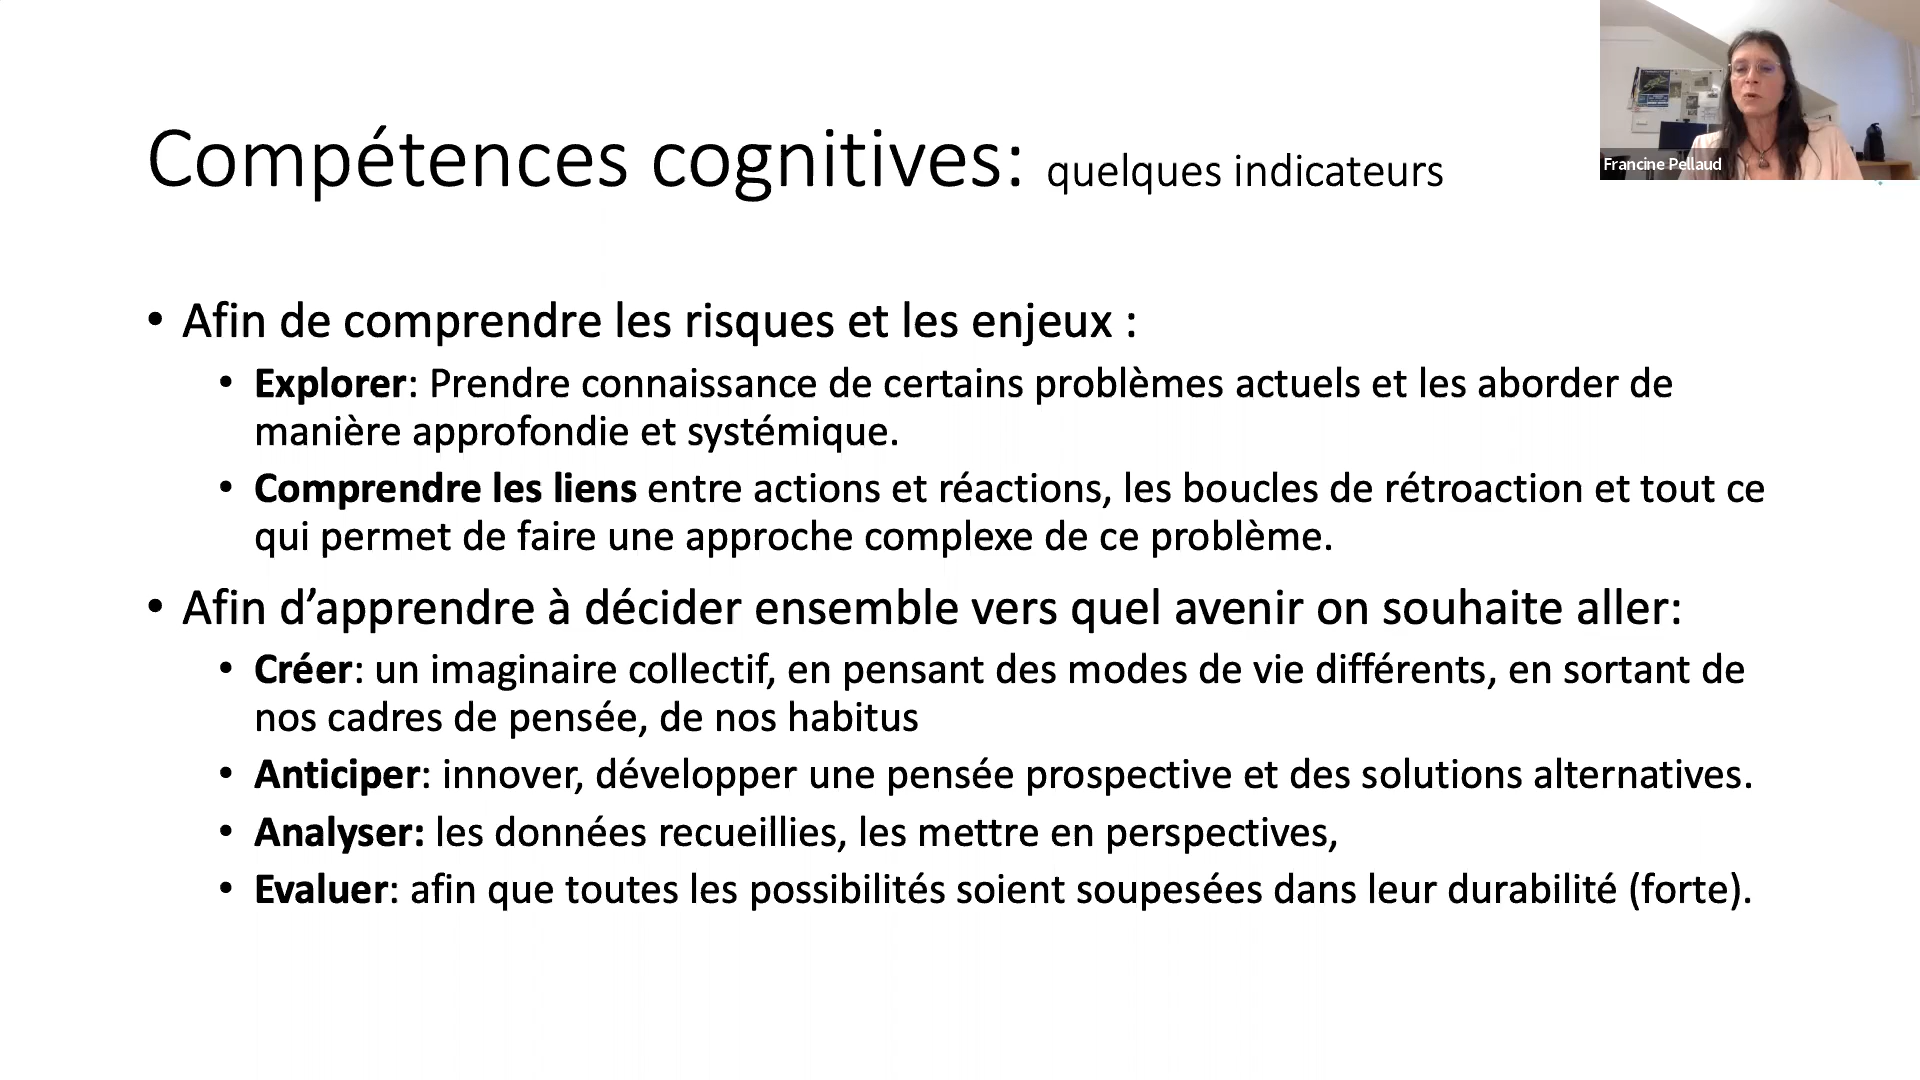 Compétences cognitives: quelques indicateurs
Francine Pellaud
• Afin de comprendre les risques et les enjeux :
• Explorer: Prendre connaissance de certains problèmes actuels et les aborder de
manière approfondie et systémique.
• Comprendre les liens entre actions et réactions, les boucles de rétroaction et tout ce
qui permet de faire une approche complexe de ce problème.
• Afin d’apprendre à décider ensemble vers quel avenir on souhaite aller:
• Créer: un imaginaire collectif, en pensant des modes de vie différents, en sortant de
nos cadres de pensée, de nos habitus
• Anticiper: innover, développer une pensée prospective et des solutions alternatives.
• Analyser: les données recueillies, les mettre en perspectives,
• Evaluer: afin que toutes les possibilités soient soupesées dans leur durabilité (forte).